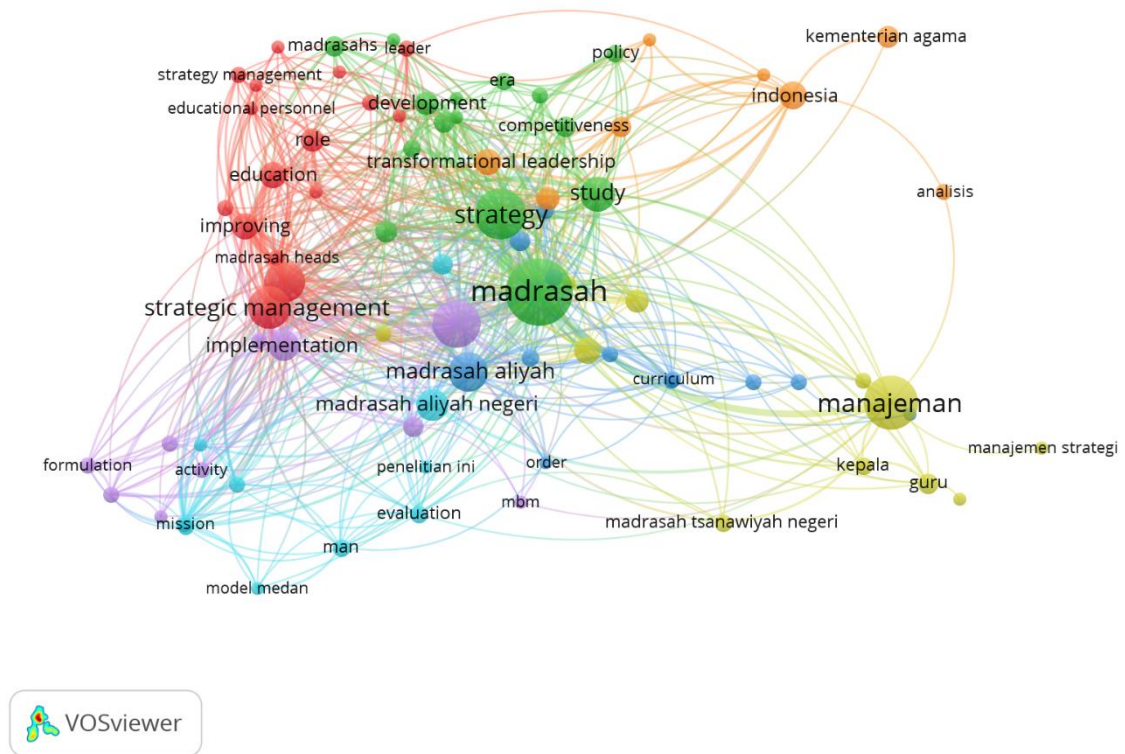 kementerian agama
madrasahs
leader
policy
strategy management
era
indonesia
educational personnel
development
competitiveness
role
transformational leadership
education
study
analisis
strategy
improving
madrasah heads
madrasah
strategic management
implementation
madrasah aliyah
curriculum
madrasah aliyah negeri
manajeman
manajemen strategi
formulation
activity
penelitian ini
order
kepala
guru
mission
evaluation
mbm
madrasah tsanawiyah negeri
man
model medan
VOSviewer